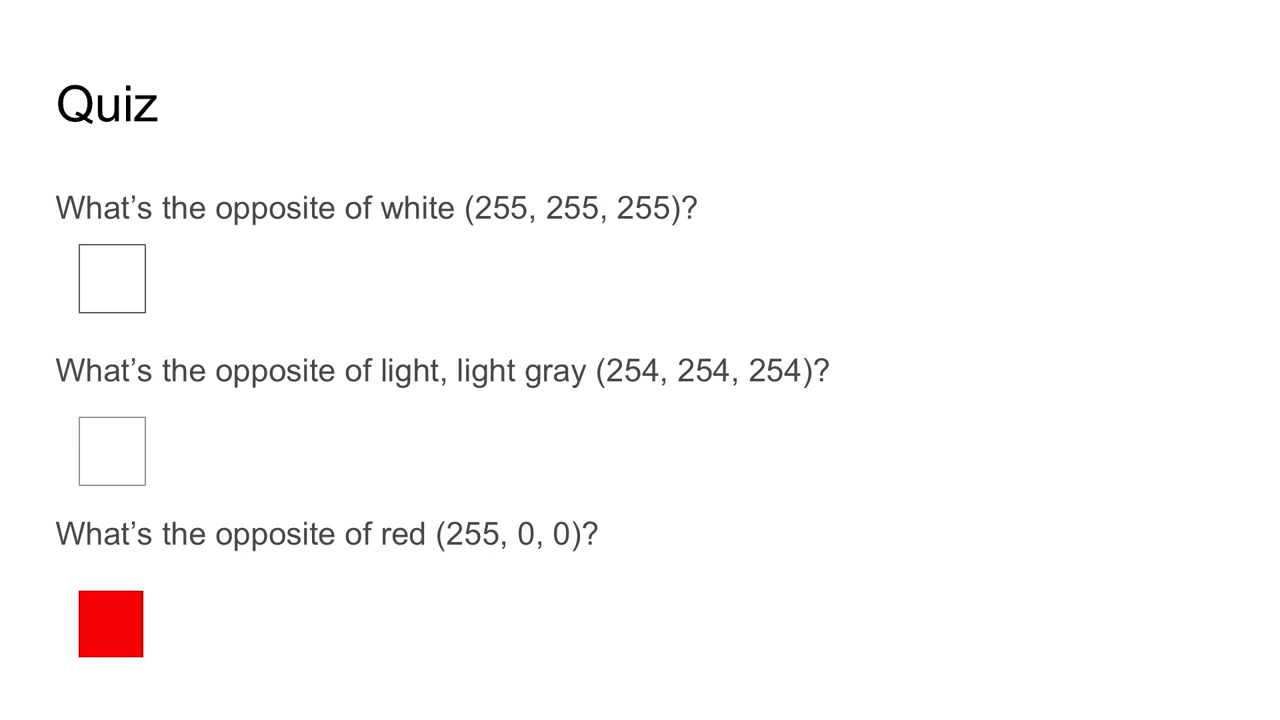 Quiz
What’s the opposite of white (255, 255, 255)?
What’s the opposite of light, light gray (254, 254, 254)?
What’s the opposite of red (255, 0, 0)?